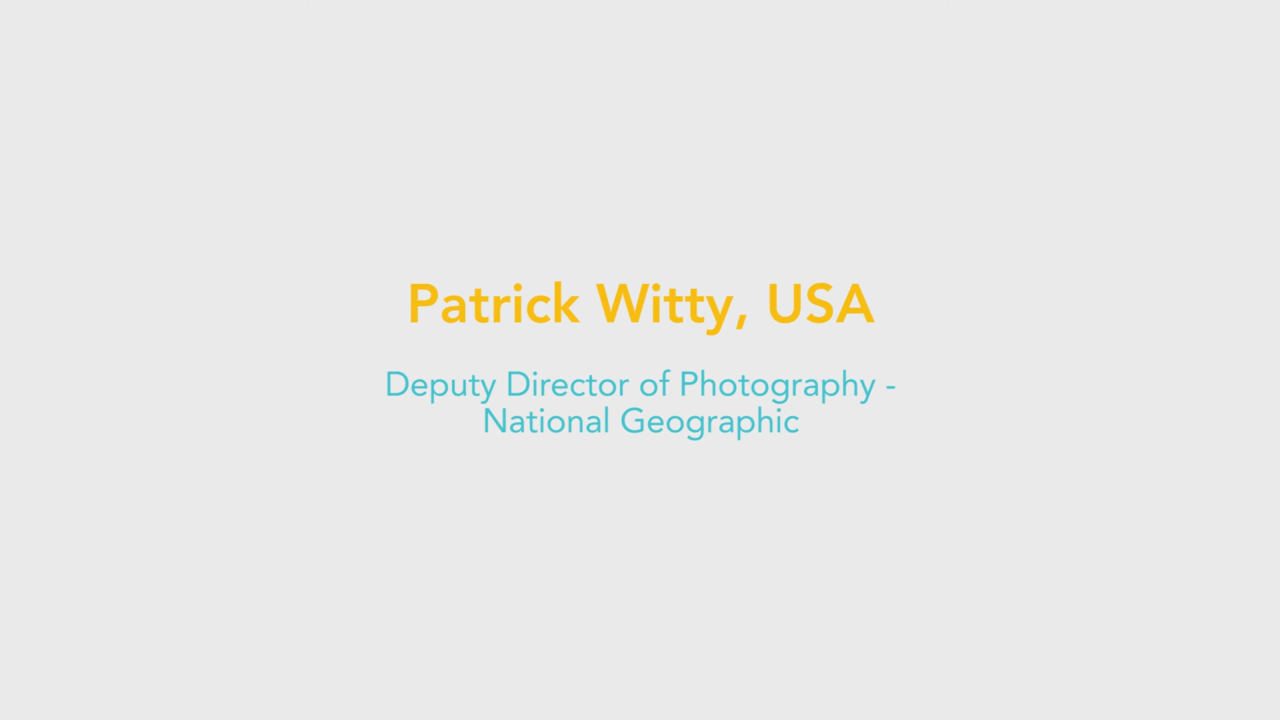 Patrick Witty, USA
Deputy Director of Photography -
National Geographic